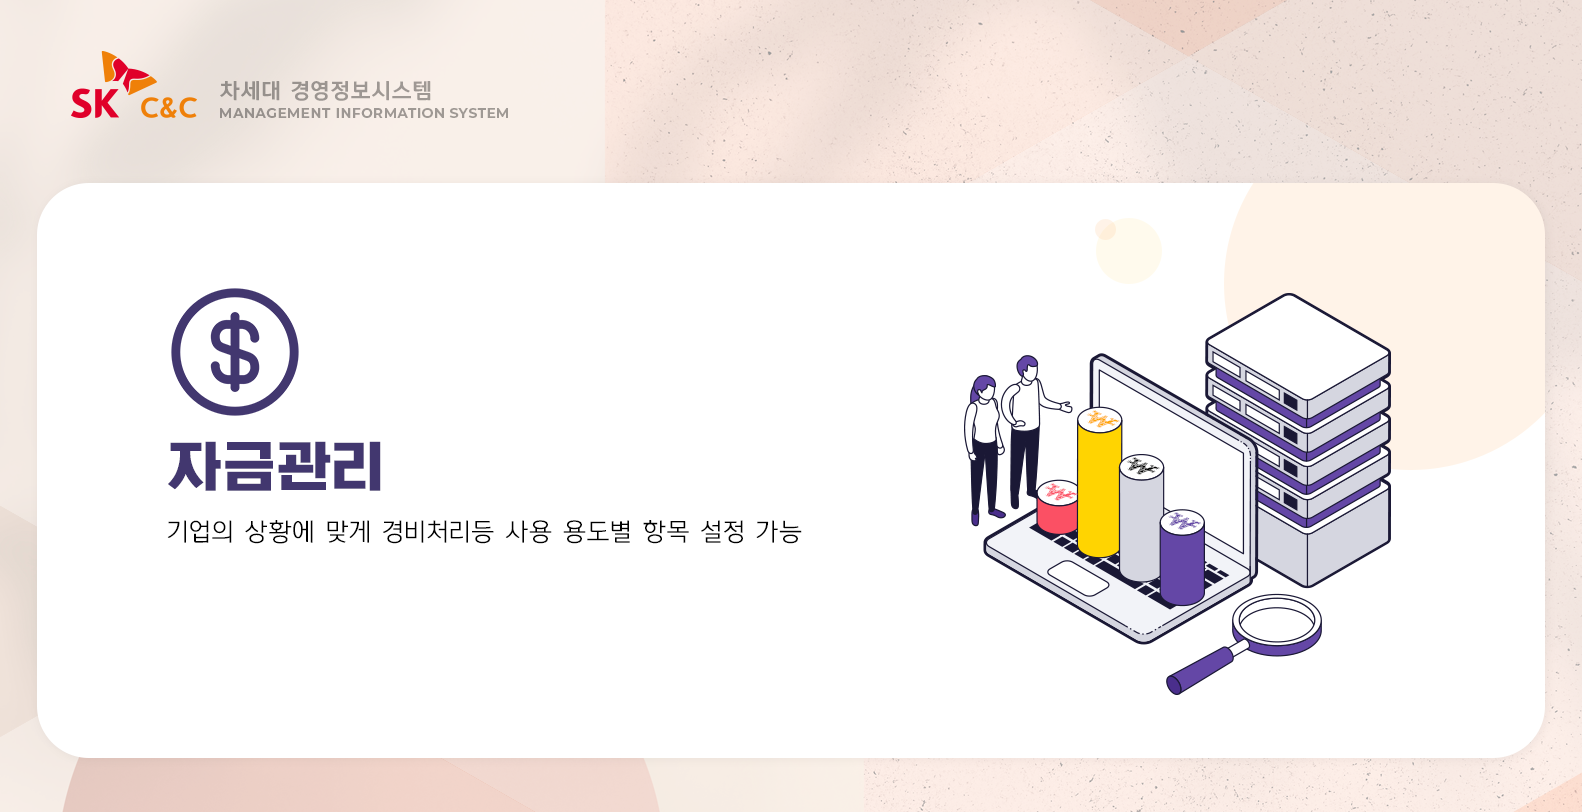 SK C&C
차세대 경영정보시스템
MANAGEMENT INFORMATION SYSTEM
$
자금관리
기업의 상황에 맞게 경비처리등 사용 용도별 항목 설정 가능
₩
₩
₩
₩